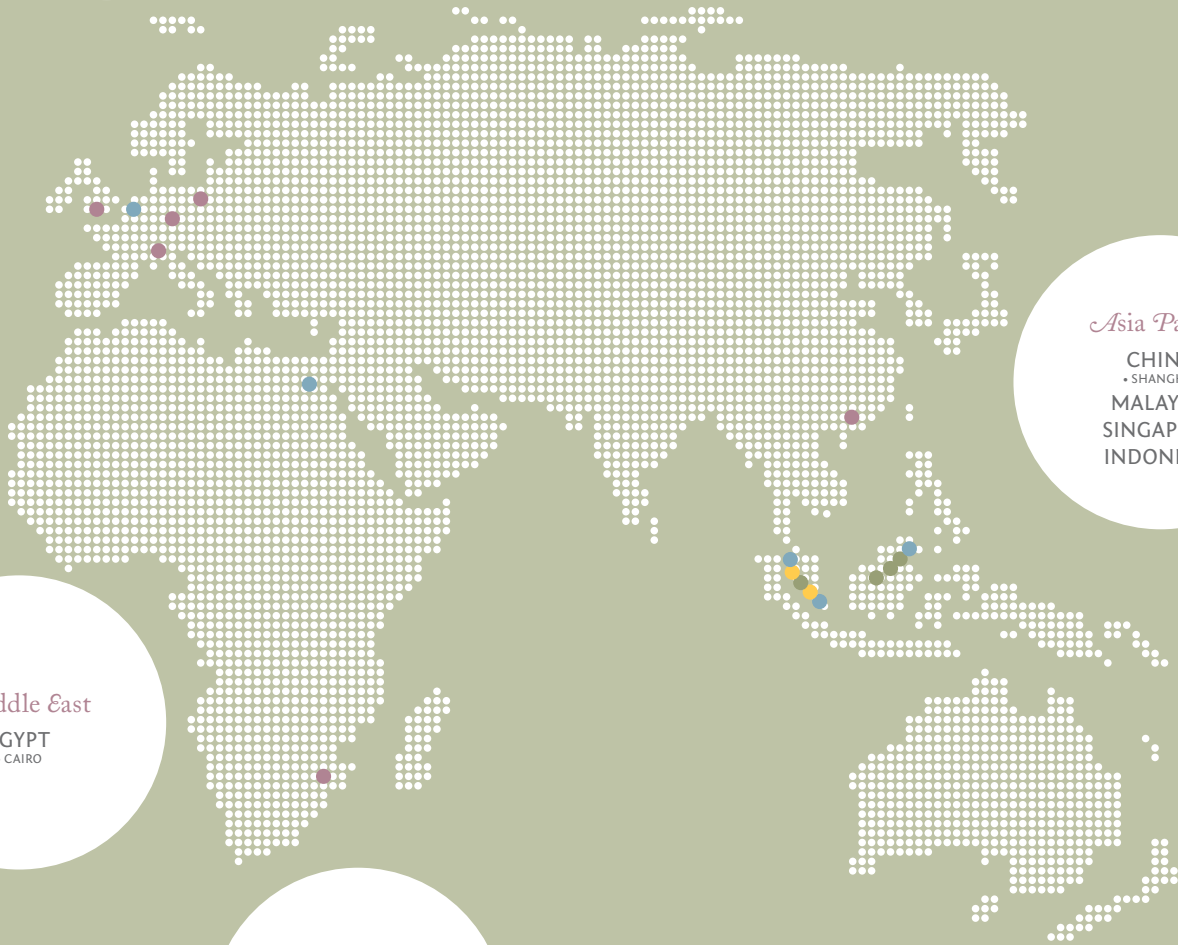 Asia Pa
CHIN
• SHANGH
MALAY
SINGAP
INDONE
ddle East
GYPT
CAIRO